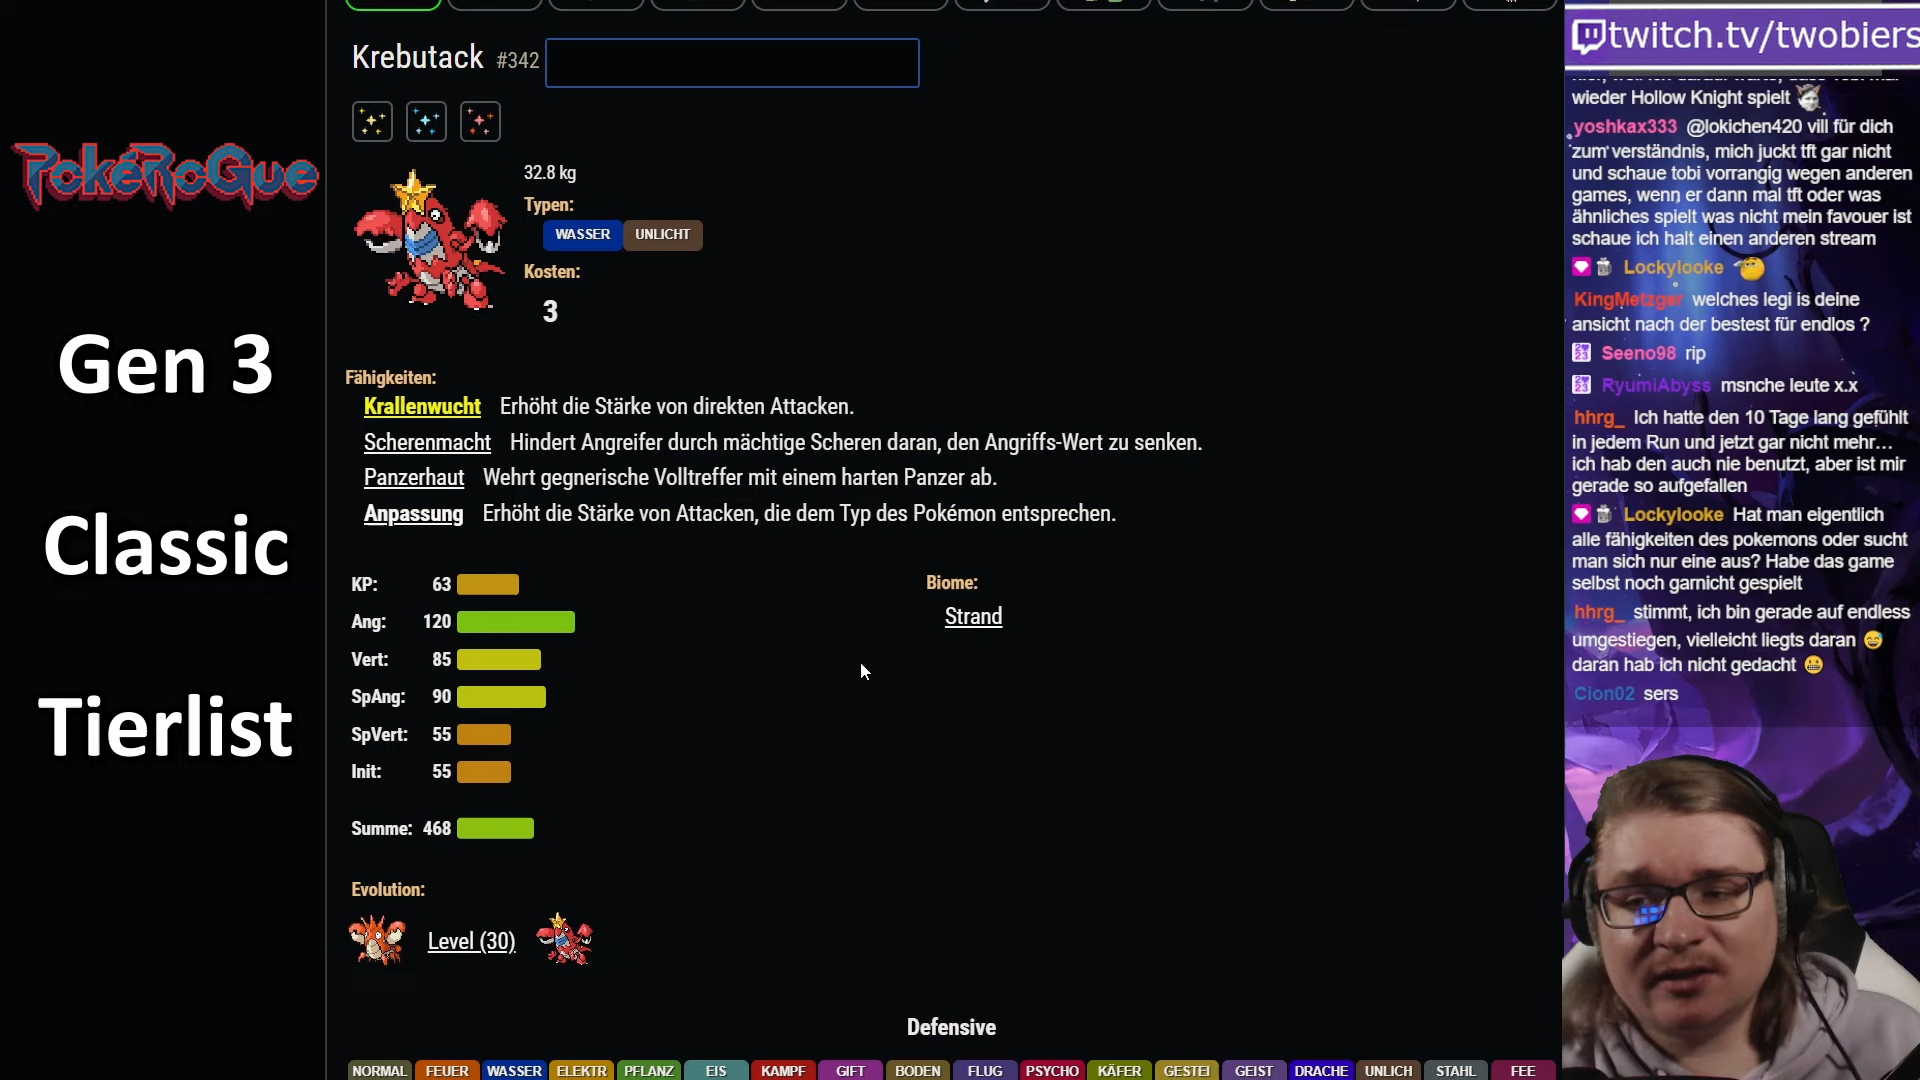 PokéRoGue
Gen 3
Classic
Tierlist
Krebutack #342
32.8 kg
Typen:
WASSER UNLICHT
Kosten:
3
Fähigkeiten:
Krallenwucht Erhöht die Stärke von direkten Attacken.
Scherenmacht Hindert Angreifer durch mächtige Scheren daran, den Angriffs-Wert zu senken.
Panzerhaut Wehrt gegnerische Volltreffer mit einem harten Panzer ab.
Anpassung Erhöht die Stärke von Attacken, die dem Typ des Pokémon entsprechen.
KP: 63
Ang: 120
Vert: 85
SpAng: 90
SpVert: 55
Init: 55
Summe: 468
Biome:
Strand
Evolution:
Level (30)
Defensive
NORMAL FEUER WASSER ELEKTR PFLANZ EIS KAMPF GIFT BODEN FLUG PSYCHO KÄFER GESTEI GEIST DRACHE UNLICH STAHL FEE
twitch.tv/twobiers
wieder Hollow Knight spielt
yoshkax333 @lokichen420 vill für dich
zum verständnis, mich juckt tft gar nicht
und schaue tobi vorrangig wegen anderen
games, wenn er dann mal tft oder was
ähnliches spielt was nicht mein favouer ist
schaue ich halt einen anderen stream
Lockylooke
KingMetzger welches legi is deine
ansicht nach der bestest für endlos ?
Seeno98 rip
RyumiAbyss msnche leute x.x
hhrg_ Ich hatte den 10 Tage lang gefühlt
in jedem Run und jetzt gar nicht mehr…
ich hab den auch nie benutzt, aber ist mir
gerade so aufgefallen
Lockylooke Hat man eigentlich
alle fähigkeiten des pokemons oder sucht
man sich nur eine aus? Habe das game
selbst noch garnicht gespielt
hhrg_ stimmt, ich bin gerade auf endless
umgestiegen, vielleicht liegts daran
daran hab ich nicht gedacht
Cion02 sers